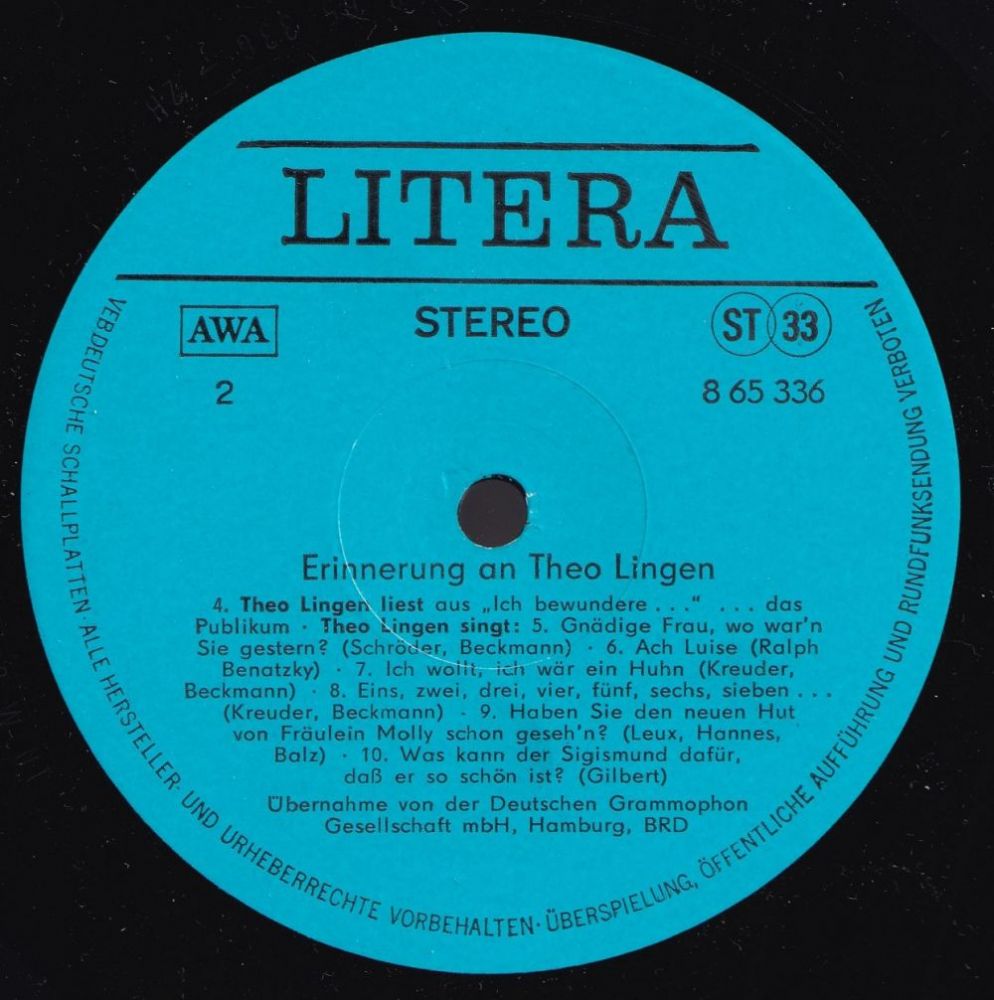 LITERA
AWA STEREO ST 33
2 8 65 336
Erinnerung an Theo Lingen
4. Theo Lingen liest aus „Ich bewundere . . .“ . . . das
Publikum · Theo Lingen singt: 5. Gnädige Frau, wo war'n
Sie gestern? (Schröder, Beckmann) · 6. Ach Luise (Ralph
Benatzky) · 7. Ich wollt, ich wär ein Huhn (Kreuder,
Beckmann) · 8. Eins, zwei, drei, vier, fünf, sechs, sieben . . .
(Kreuder, Beckmann) · 9. Haben Sie den neuen Hut
von Fräulein Molly schon geseh'n? (Leux, Hannes,
Balz) · 10. Was kann der Sigismund dafür,
daß er so schön ist? (Gilbert)
Übernahme von der Deutschen Grammophon
Gesellschaft mbH, Hamburg, BRD
VEB DEUTSCHE SCHALLPLATTEN · ALLE HERSTELLER- UND URHEBERRECHTE VORBEHALTEN · ÜBERSPIELUNG, ÖFFENTLICHE AUFFÜHRUNG UND RUNDFUNKSENDUNG VERBOTEN